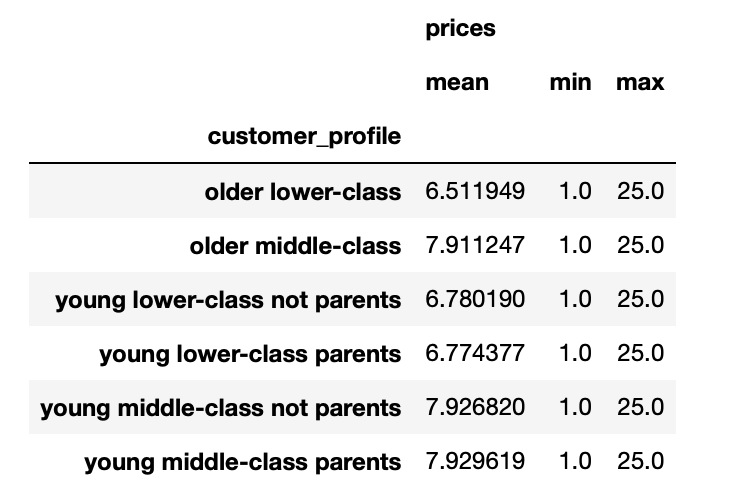 prices
mean min max
customer_profile
older lower-class 6.511949 1.0 25.0
older middle-class 7.911247 1.0 25.0
young lower-class not parents 6.780190 1.0 25.0
young lower-class parents 6.774377 1.0 25.0
young middle-class not parents 7.926820 1.0 25.0
young middle-class parents 7.929619 1.0 25.0